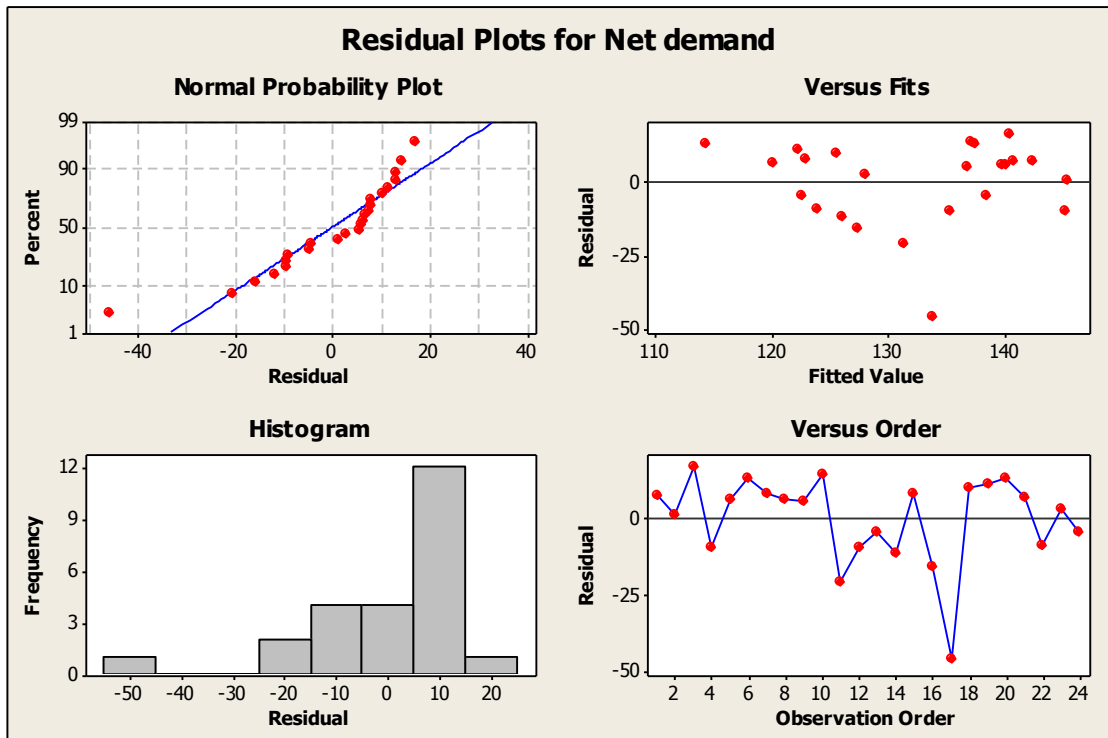 Residual Plots for Net demand
Normal Probability Plot
99
90
50
10
1
Percent
-40 -20 0 20 40
Residual
Versus Fits
0
-25
-50
Residual
110 120 130 140
Fitted Value
Histogram
12
9
6
3
0
Frequency
-50 -40 -30 -20 -10 0 10 20
Residual
Versus Order
0
-25
-50
Residual
2 4 6 8 10 12 14 16 18 20 22 24
Observation Order